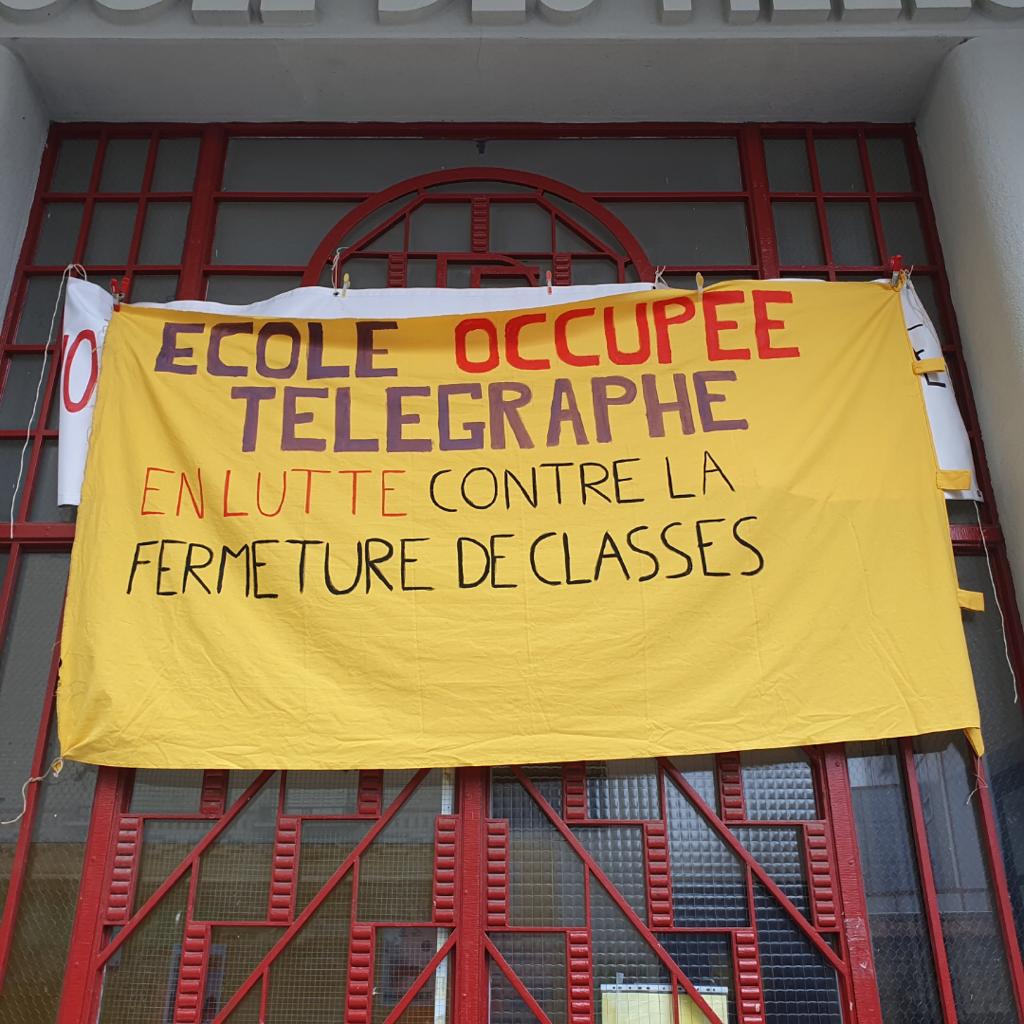 ECOLE OCCUPEE
TELEGRAPHE
EN LUTTE CONTRE LA
FERMETURE DE CLASSES